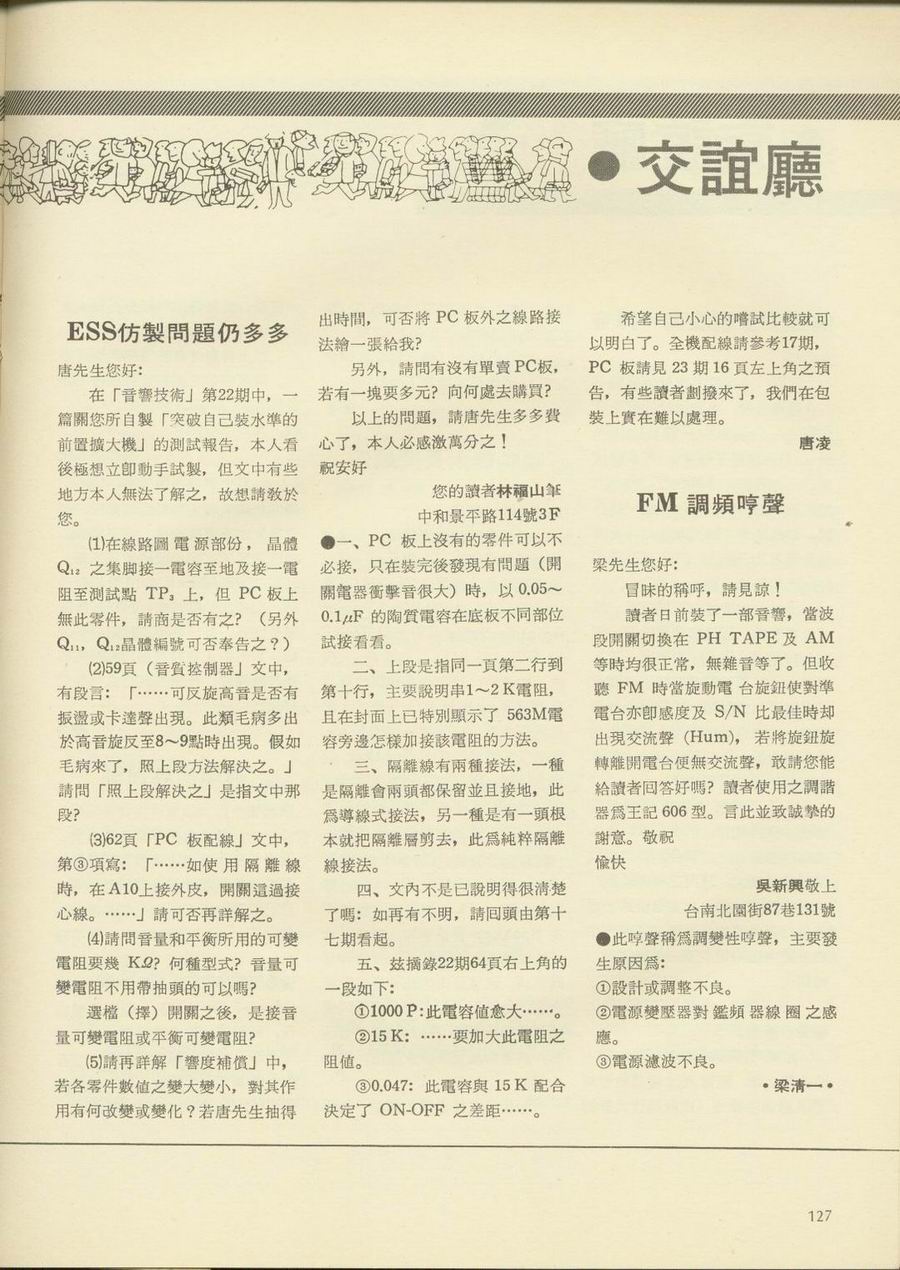 ●交誼廳
ESS仿製問題仍多多
唐先生您好:
在「音響技術」第22期中，一
篇關您所自製「突破自己裝水準的
前置擴大機」的測試報告，本人看
後極想立卽動手試製，但文中有些
地方本人無法了解之，故想請教於
您。
⑴在線路圖電源部份，晶體
Q₁₂ 之集脚接一電容至地及接一電
阻至測試點 TP₃ 上，但 PC 板上
無此零件，請商是否有之? （另外
Q₁₁，Q₁₂晶體編號可否奉告之？）
⑵59頁（音質控制器」文中，
有段言: 「……可反旋高音是否有
振盪或卡達聲出現。此類毛病多出
於高音旋反至8～9點時出現。假如
毛病來了，照上段方法解決之。」
請問「照上段解決之」是指文中那
段?
⑶62頁「PC 板配線」文中，
第③項寫: 「……如使用隔離線
時，在A10上接外皮，開關這過接
心線。……」請可否再詳解之。
⑷請問音量和平衡所用的可變
電阻要幾 KΩ? 何種型式? 音量可
變電阻不用帶抽頭的可以嗎?
選檔（擇）開關之後，是接音
量可變電阻或平衡可變電阻?
⑸請再詳解「響度補償」中，
若各零件數値之變大變小，對其作
用有何改變或變化？若唐先生抽得
出時間，可否將 PC 板外之線路接
法繪一張給我?
另外，請問有沒有單賣PC板，
若有一塊要多元? 向何處去購買?
以上的問題，請唐先生多多費
心了，本人必感激萬分之！
祝安好
您的讀者林福山筆
中和景平路114號3F
●一、PC 板上沒有的零件可以不
必接，只在裝完後發現有問題（開
關電器衝擊音很大）時，以 0.05～
0.1μF 的陶質電容在底板不同部位
試接看看。
二、上段是指同一頁第二行到
第十行，主要說明串1～2 K電阻，
且在封面上已特別顯示了 563M電
容旁邊怎樣加接該電阻的方法。
三、隔離線有兩種接法，一種
是隔離會兩頭都保留並且接地，此
爲導線式接法，另一種是有一頭根
本就把隔離層剪去，此爲純粹隔離
線接法。
四、文內不是已說明得很清楚
了嗎: 如再有不明，請囘頭由第十
七期看起。
五、茲摘錄22期64頁右上角的
一段如下:
①1000 P:此電容値愈大……。
②15 K: ……要加大此電阻之
阻值。
③0.047: 此電容與 15 K 配合
決定了 ON-OFF 之差距……。
希望自己小心的嚐試比較就可
以明白了。全機配線請參考17期，
PC 板請見 23 期 16 頁左上角之預
告，有些讀者劃撥來了，我們在包
裝上實在難以處理。
唐凌
FM 調頻哼聲
梁先生您好:
冒昧的稱呼，請見諒！
讀者日前裝了一部音響，當波
段開關切換在 PH TAPE 及 AM
等時均很正常，無雜音等了。但收
聽 FM 時當旋動電台旋鈕使對準
電台亦卽感度及 S/N 比最佳時却
出現交流聲 (Hum)， 若將旋鈕旋
轉離開電台便無交流聲，敢請您能
給讀者回答好嗎? 讀者使用之調諧
器爲王記 606 型。言此並致誠摯的
謝意。敬祝
愉快
吳新興敬上
台南北園街87巷131號
●此哼聲稱爲調變性哼聲，主要發
生原因爲:
①設計或調整不良。
②電源變壓器對鑑頻器線圈之感
應。
③電源濾波不良。
•梁清一•
127